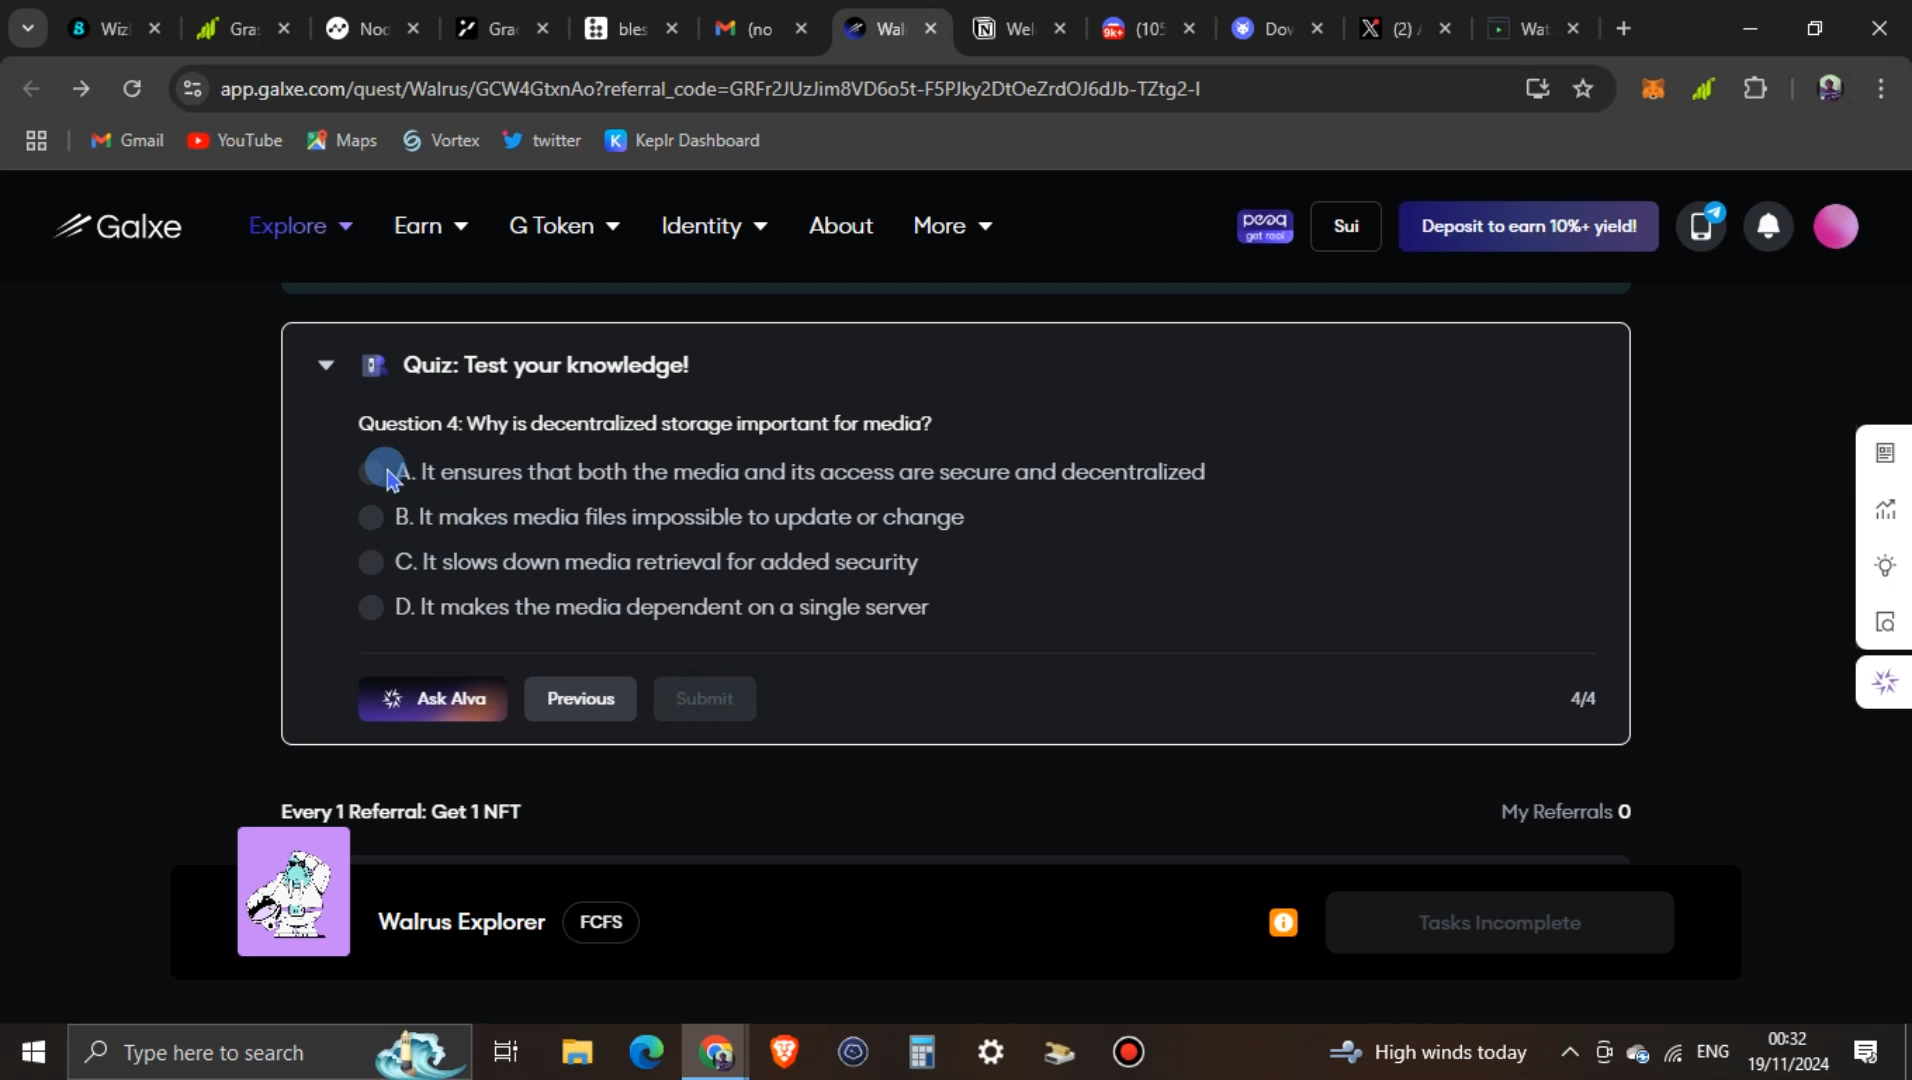 Wizl
Gra
Noc
Grac
bles
(no
Wal
Wel
(105
Dov
(2) /
Wat
app.galxe.com/quest/Walrus/GCW4GtxnAo?referral_code=GRFr2JUzJim8VD6o5t-F5PJky2DtOeZrdOJ6dJb-TZtg2-I
Gmail
YouTube
Maps
Vortex
twitter
Keplr Dashboard
Galxe
Explore
Earn
G Token
Identity
About
More
peaq
get real
Sui
Deposit to earn 10%+ yield!
Quiz: Test your knowledge!
Question 4: Why is decentralized storage important for media?
A. It ensures that both the media and its access are secure and decentralized
B. It makes media files impossible to update or change
C. It slows down media retrieval for added security
D. It makes the media dependent on a single server
Ask Alva
Previous
Submit
4/4
Every 1 Referral: Get 1 NFT
My Referrals 0
Walrus Explorer
FCFS
Tasks Incomplete
Type here to search
High winds today
ENG
00:32
19/11/2024